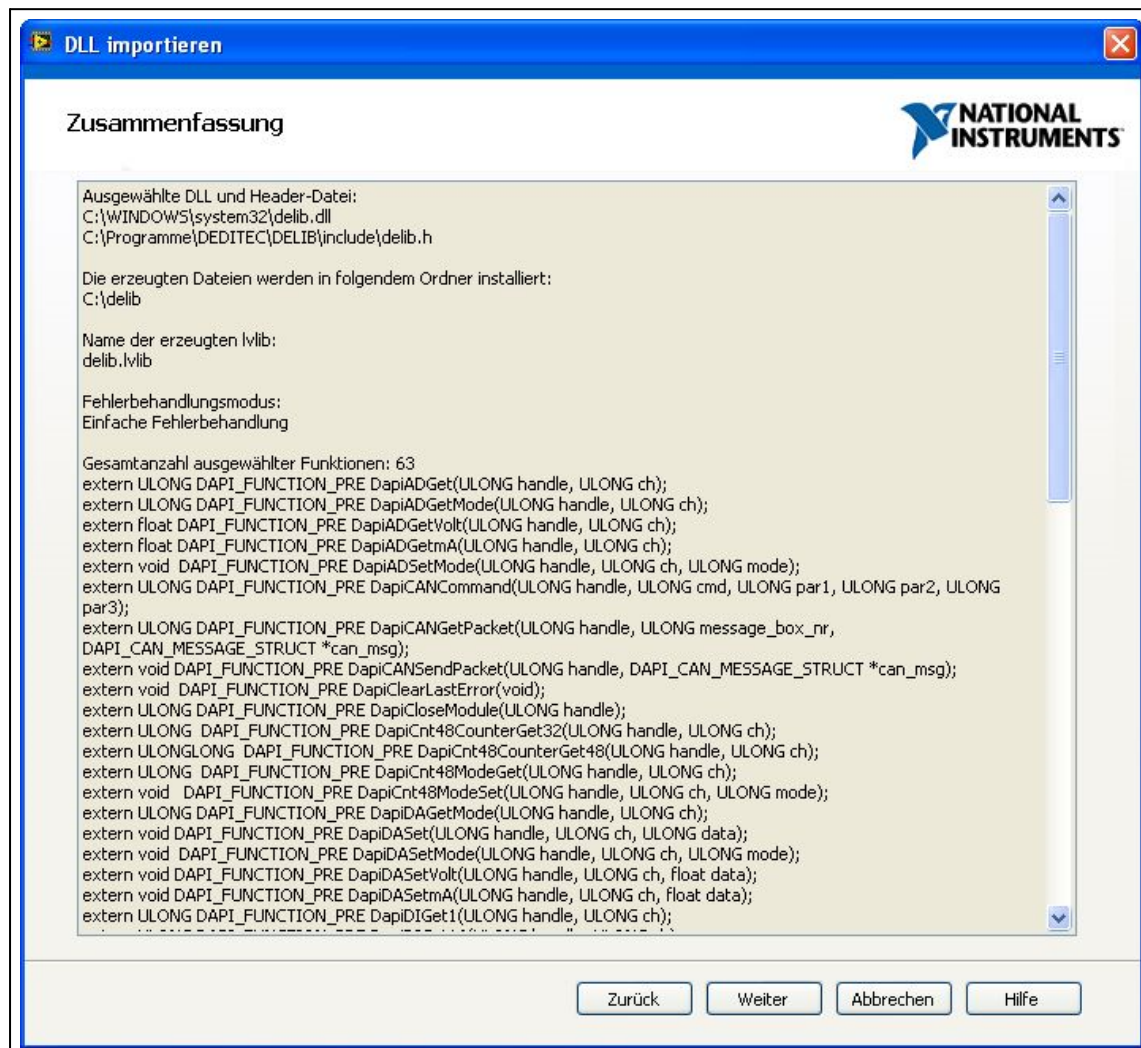 DLL importieren
Zusammenfassung
NATIONAL
INSTRUMENTS
Ausgewählte DLL und Header-Datei:
C:\WINDOWS\system32\delib.dll
C:\Programme\DEDITEC\DELIB\include\delib.h
Die erzeugten Dateien werden in folgendem Ordner installiert:
C:\delib
Name der erzeugten lvlib:
delib.lvlib
Fehlerbehandlungsmodus:
Einfache Fehlerbehandlung
Gesamtanzahl ausgewählter Funktionen: 63
extern ULONG DAPI_FUNCTION_PRE DapiADGet(ULONG handle, ULONG ch);
extern ULONG DAPI_FUNCTION_PRE DapiADGetMode(ULONG handle, ULONG ch);
extern float DAPI_FUNCTION_PRE DapiADGetVolt(ULONG handle, ULONG ch);
extern float DAPI_FUNCTION_PRE DapiADGetmA(ULONG handle, ULONG ch);
extern void  DAPI_FUNCTION_PRE DapiADSetMode(ULONG handle, ULONG ch, ULONG mode);
extern ULONG DAPI_FUNCTION_PRE DapiCANCommand(ULONG handle, ULONG cmd, ULONG par1, ULONG par2, ULONG
par3);
extern ULONG DAPI_FUNCTION_PRE DapiCANGetPacket(ULONG handle, ULONG message_box_nr,
DAPI_CAN_MESSAGE_STRUCT *can_msg);
extern void DAPI_FUNCTION_PRE DapiCANSendPacket(ULONG handle, DAPI_CAN_MESSAGE_STRUCT *can_msg);
extern void  DAPI_FUNCTION_PRE DapiClearLastError(void);
extern ULONG DAPI_FUNCTION_PRE DapiCloseModule(ULONG handle);
extern ULONG  DAPI_FUNCTION_PRE DapiCnt48CounterGet32(ULONG handle, ULONG ch);
extern ULONGLONG  DAPI_FUNCTION_PRE DapiCnt48CounterGet48(ULONG handle, ULONG ch);
extern ULONG  DAPI_FUNCTION_PRE DapiCnt48ModeGet(ULONG handle, ULONG ch);
extern void   DAPI_FUNCTION_PRE DapiCnt48ModeSet(ULONG handle, ULONG ch, ULONG mode);
extern ULONG DAPI_FUNCTION_PRE DapiDAGetMode(ULONG handle, ULONG ch);
extern void DAPI_FUNCTION_PRE DapiDASet(ULONG handle, ULONG ch, ULONG data);
extern void  DAPI_FUNCTION_PRE DapiDASetMode(ULONG handle, ULONG ch, ULONG mode);
extern void DAPI_FUNCTION_PRE DapiDASetVolt(ULONG handle, ULONG ch, float data);
extern void DAPI_FUNCTION_PRE DapiDASetmA(ULONG handle, ULONG ch, float data);
extern ULONG DAPI_FUNCTION_PRE DapiDIGet1(ULONG handle, ULONG ch);
Zurück
Weiter
Abbrechen
Hilfe